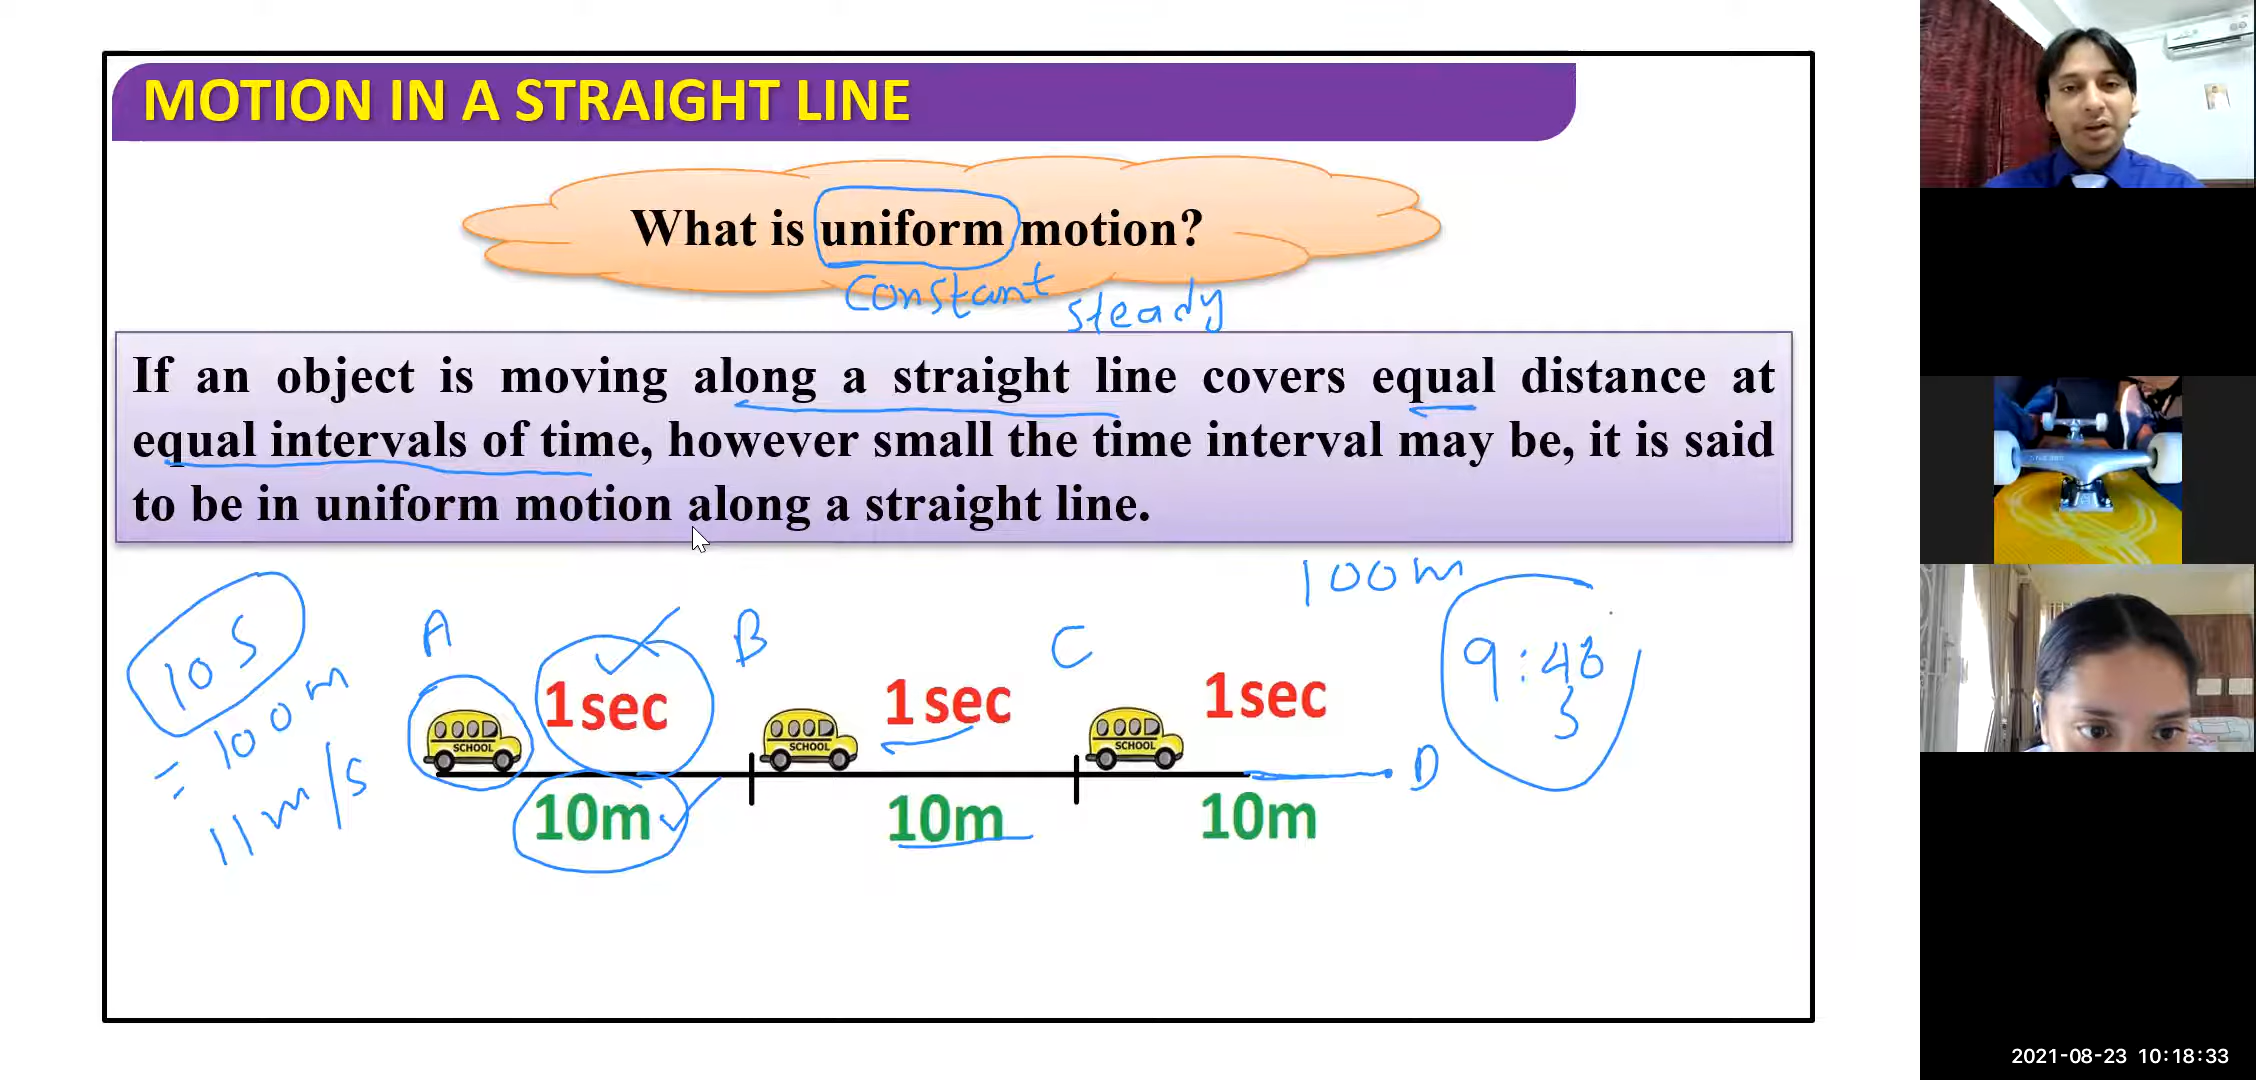 MOTION IN A STRAIGHT LINE
What is uniform motion?
constant steady
If an object is moving along a straight line covers equal distance at
equal intervals of time, however small the time interval may be, it is said
to be in uniform motion along a straight line.
100m
10 S
= 100m
11m/s
A
B
C
D
9:48
S
1sec
1sec
1sec
SCHOOL
SCHOOL
SCHOOL
10m
10m
10m
2021-08-23 10:18:33